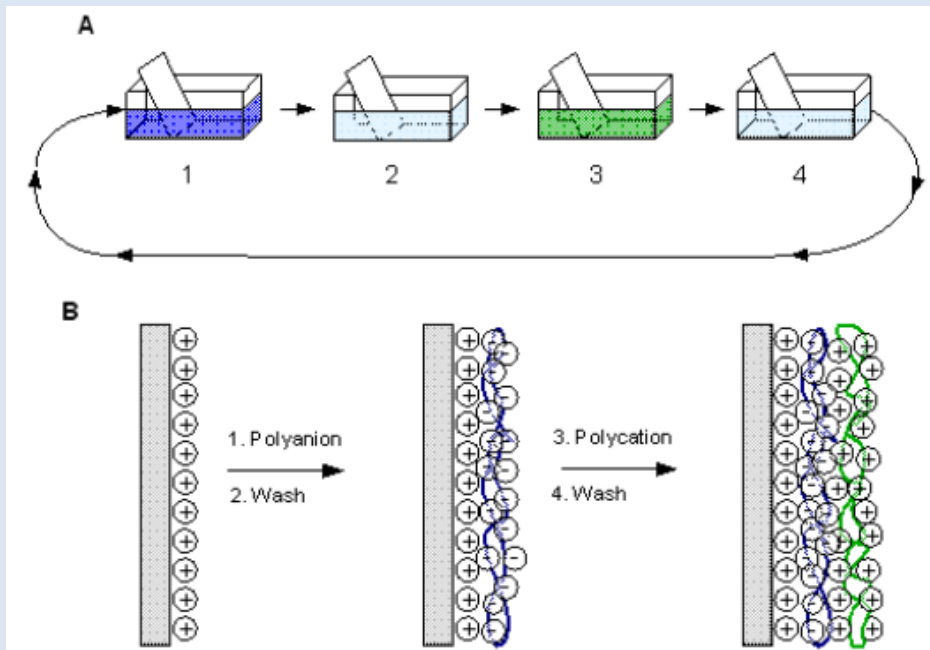 A
1
2
3
4
B
1. Polyanion
2. Wash
3. Polycation
4. Wash